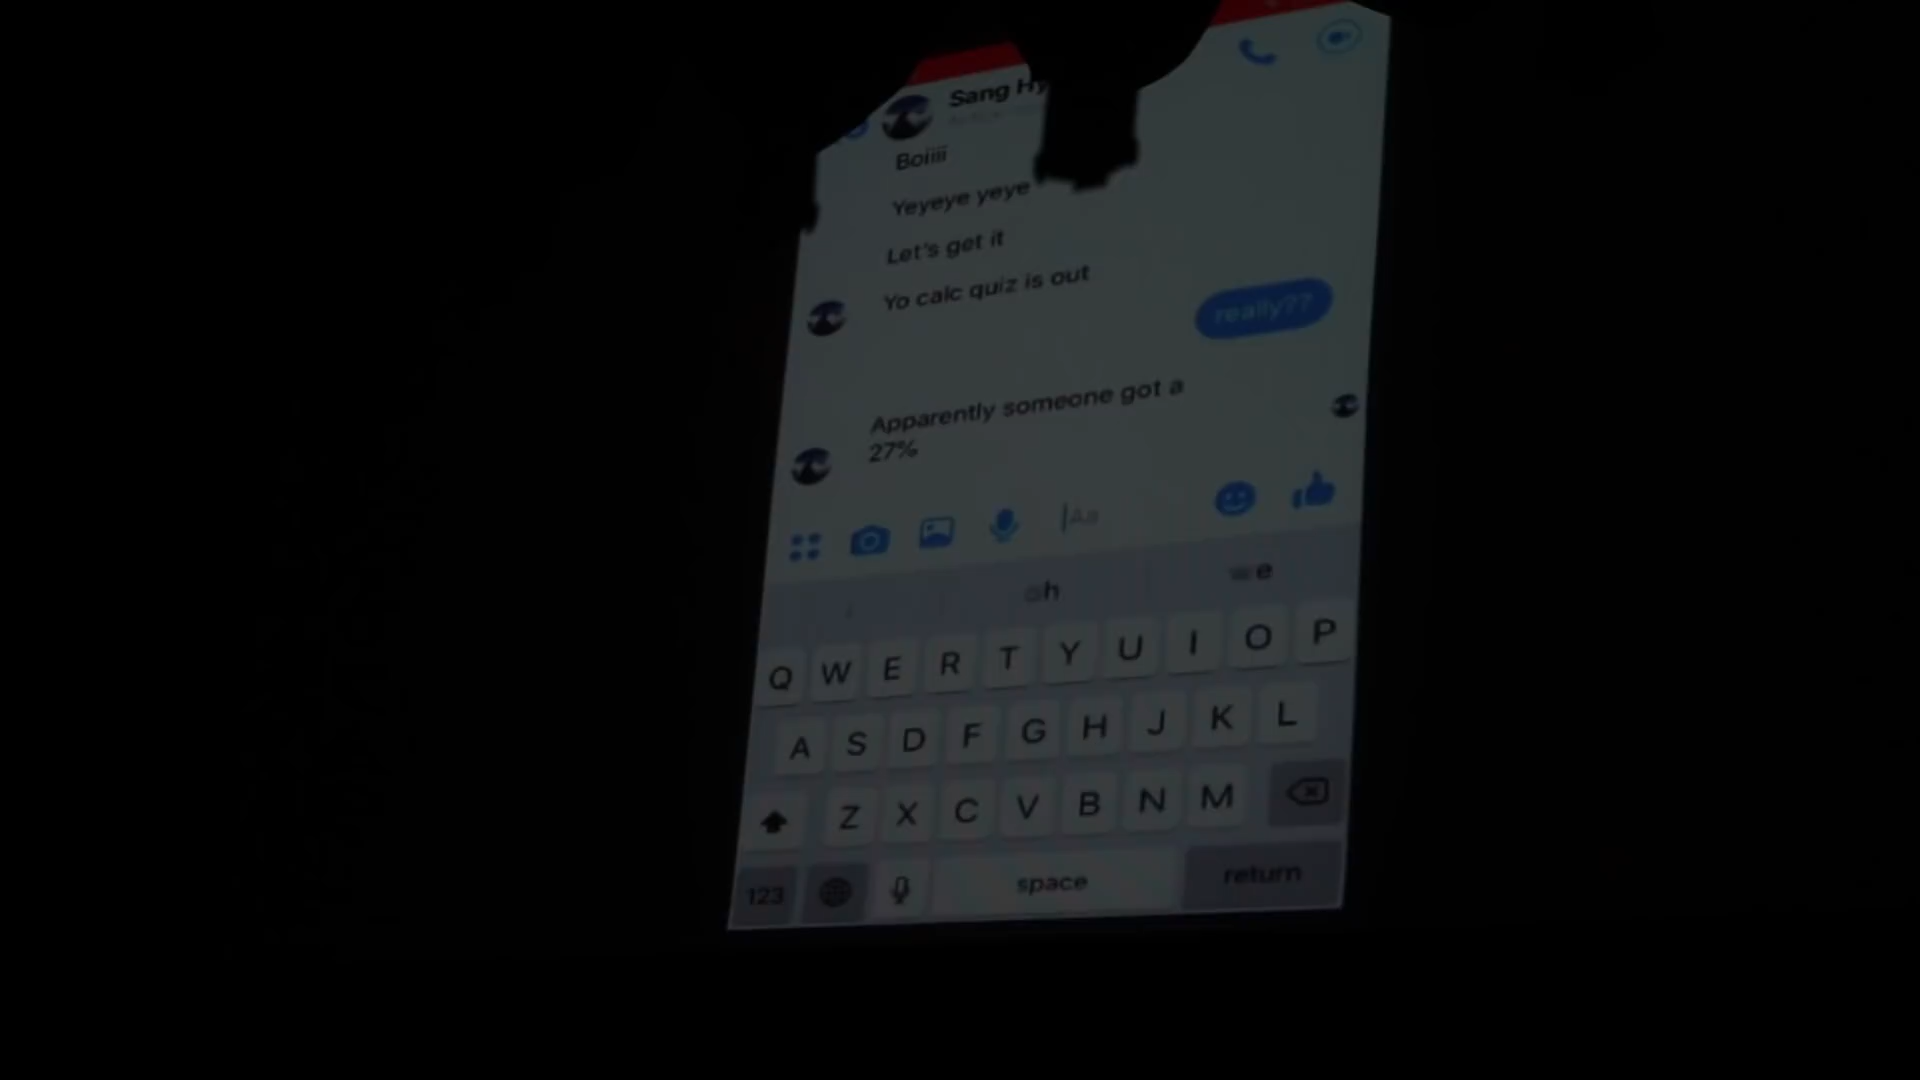 Sang Hy
Boiiii
Yeyeye yeye
Let's get it
Yo calc quiz is out
really??
Apparently someone got a
27%
Aa
Q W E R T Y U I O P
A S D F G H J K L
Z X C V B N M
123 space return